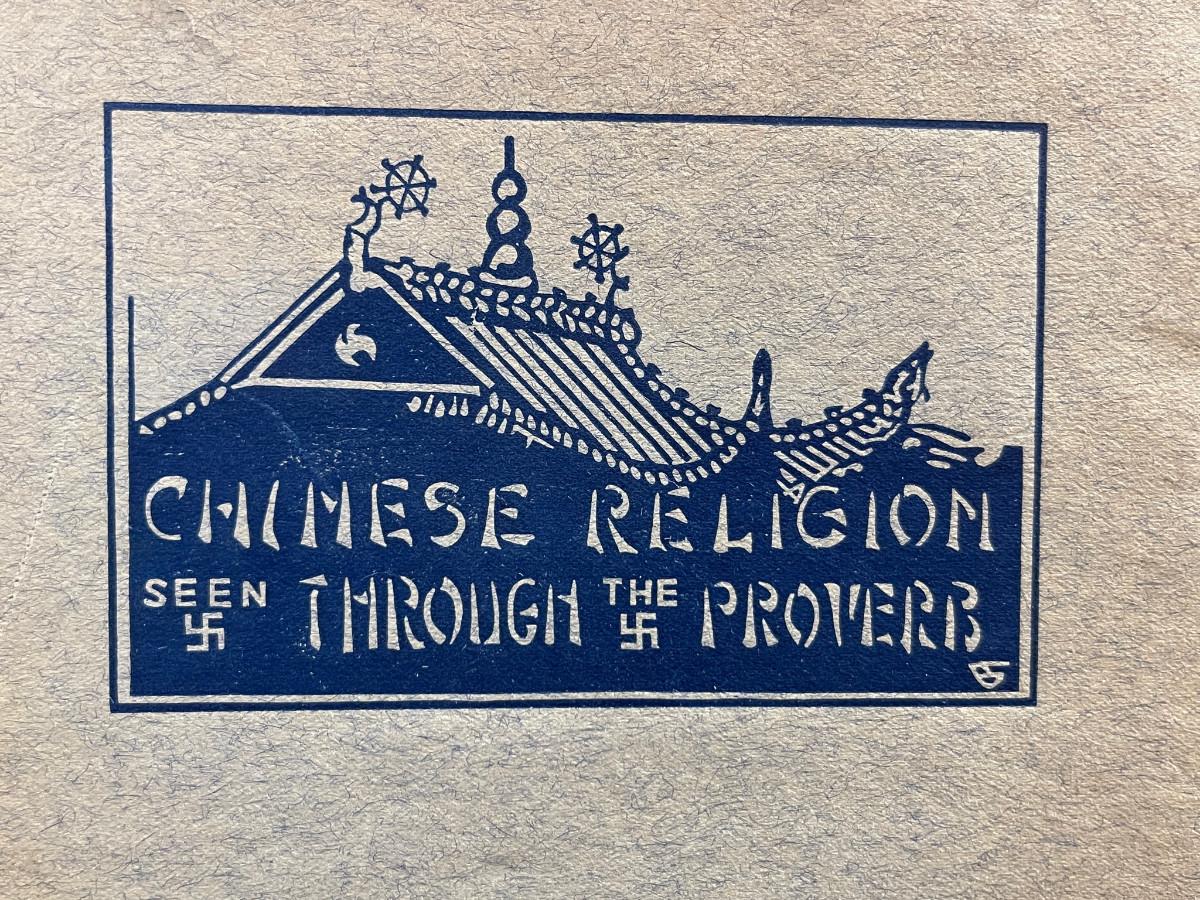 CHINESE RELIGION
SEEN THROUGH THE PROVERB